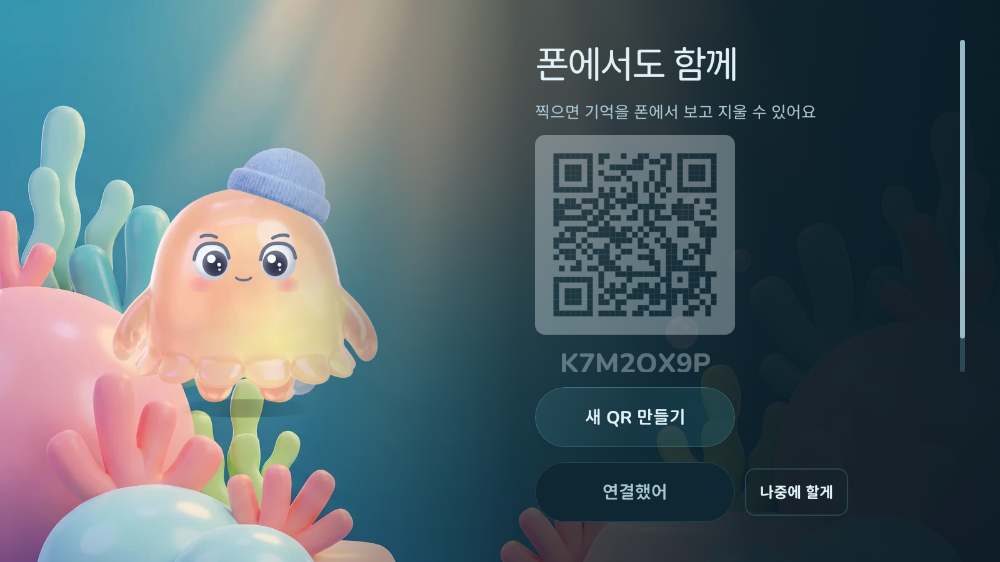 폰에서도 함께
찍으면 기억을 폰에서 보고 지울 수 있어요
K7M2OX9P
새 QR 만들기
연결했어
나중에 할게